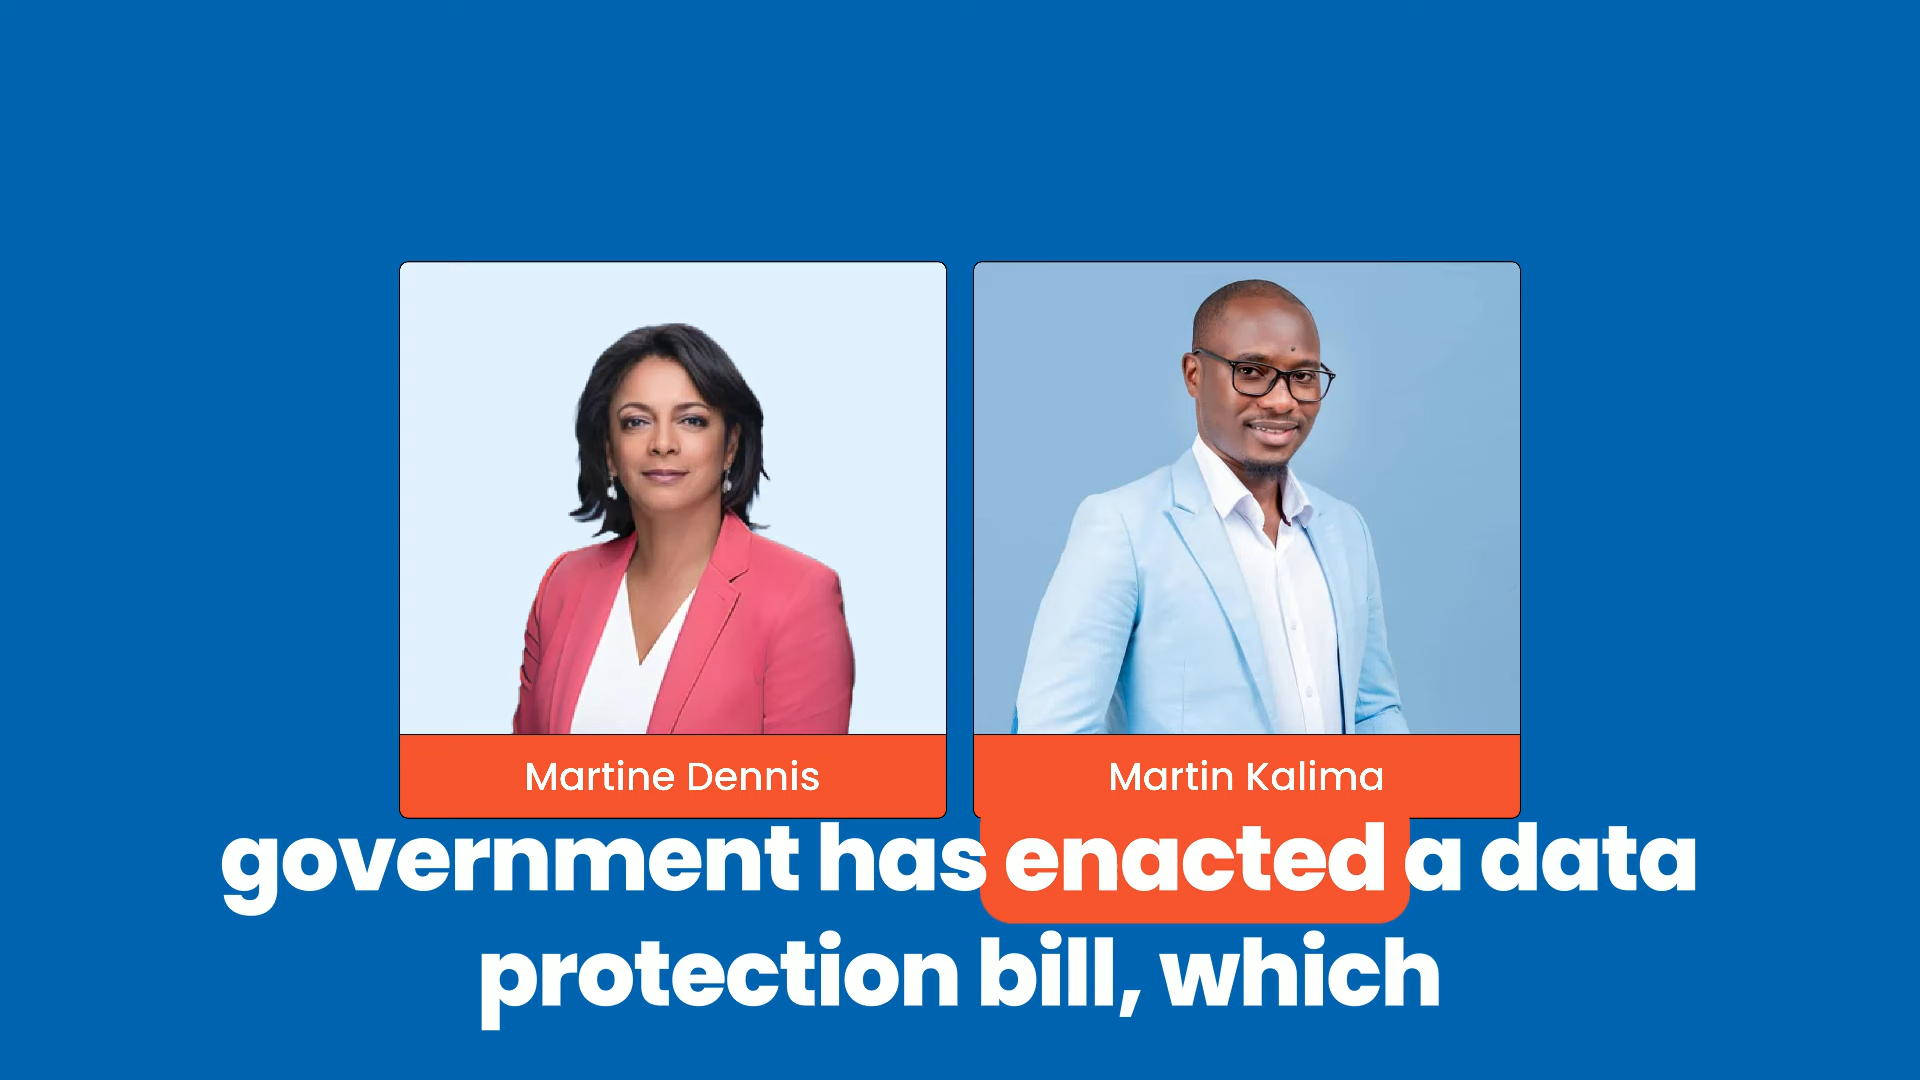 Martine Dennis
Martin Kalima
government has enacted a data
protection bill, which